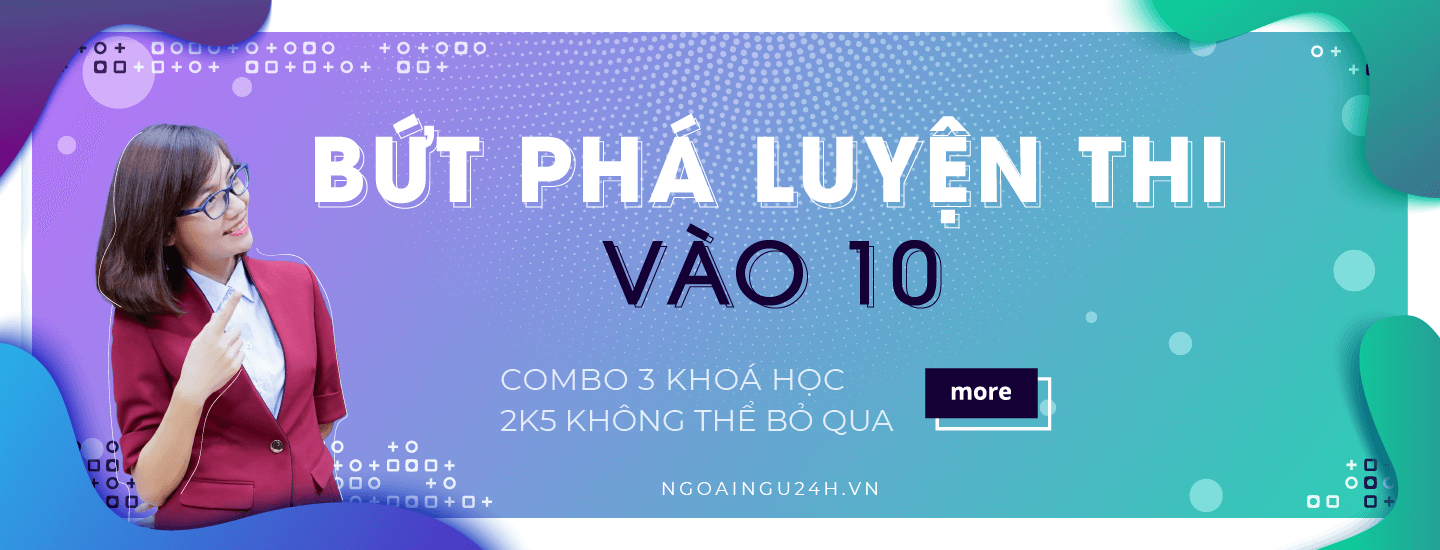 BỨT PHÁ LUYỆN THI
VÀO 10
COMBO 3 KHOÁ HỌC
2K5 KHÔNG THỂ BỎ QUA
more
NGOAINGU24H.VN